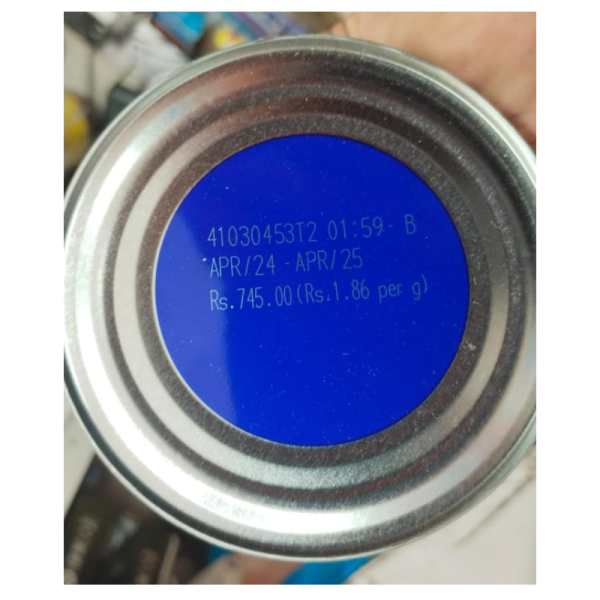 41030453T2 01:59- B
APR/24 - APR/25
Rs.745.00(Rs.1.86 per g)